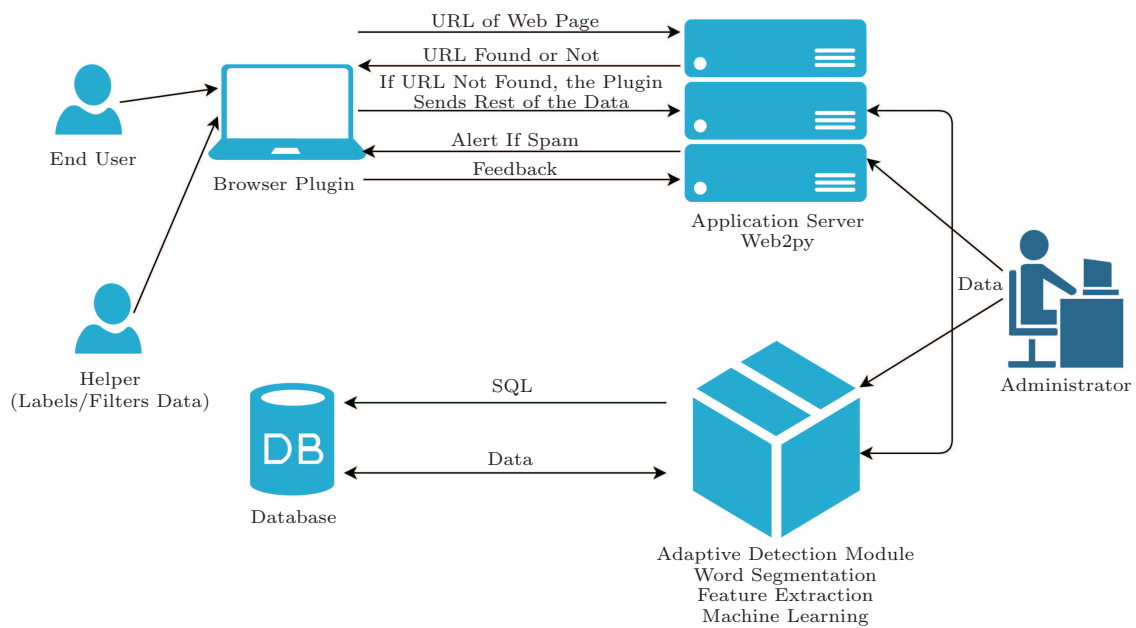 URL of Web Page
URL Found or Not
If URL Not Found, the Plugin
Sends Rest of the Data
Alert If Spam
Feedback
End User
Browser Plugin
Application Server
Web2py
Data
Administrator
Helper
(Labels/Filters Data)
SQL
DB
Data
Database
Adaptive Detection Module
Word Segmentation
Feature Extraction
Machine Learning